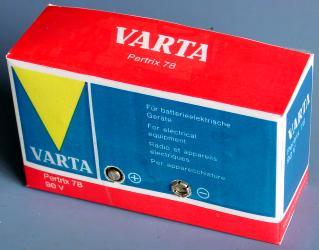 VARTA
Pertrix 78
Für batterieelektrische
Geräte
For electrical
equipment
Radio et appareils
électriques
Per apparecchiature
VARTA
Pertrix 78
90 V
+
−